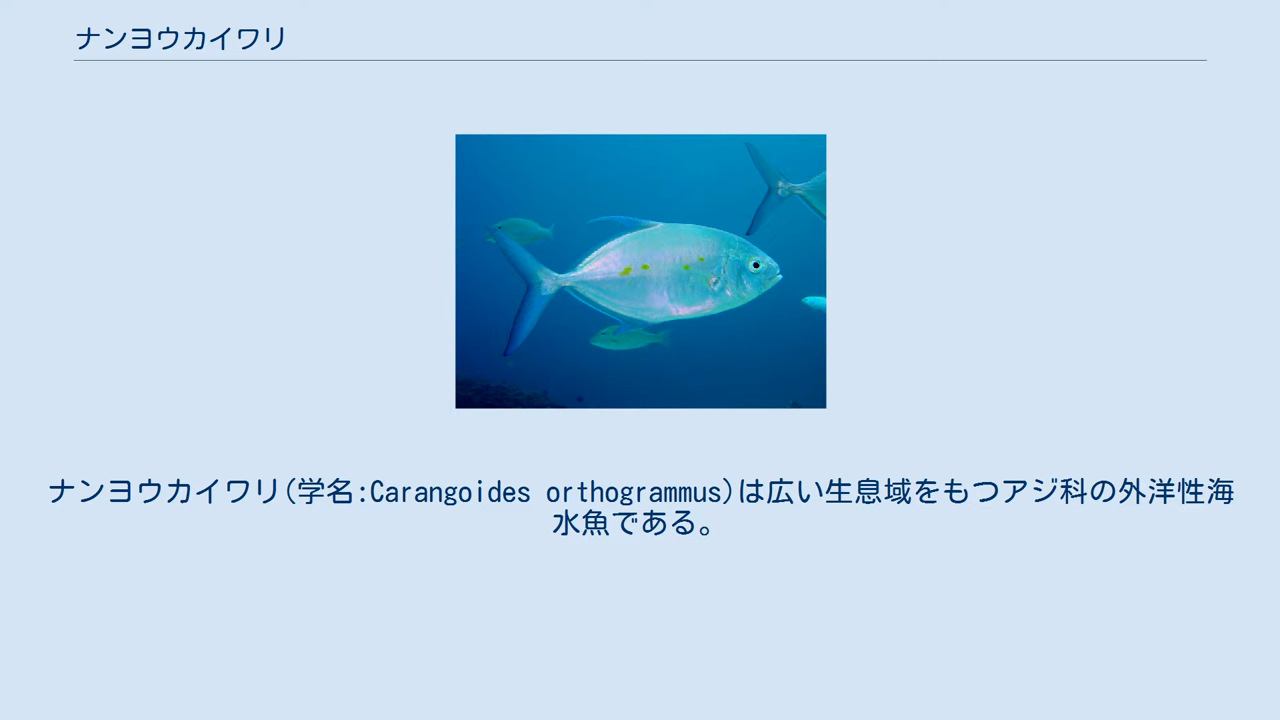 ナンヨウカイワリ
ナンヨウカイワリ(学名:Carangoides orthogrammus)は広い生息域をもつアジ科の外洋性海
水魚である。